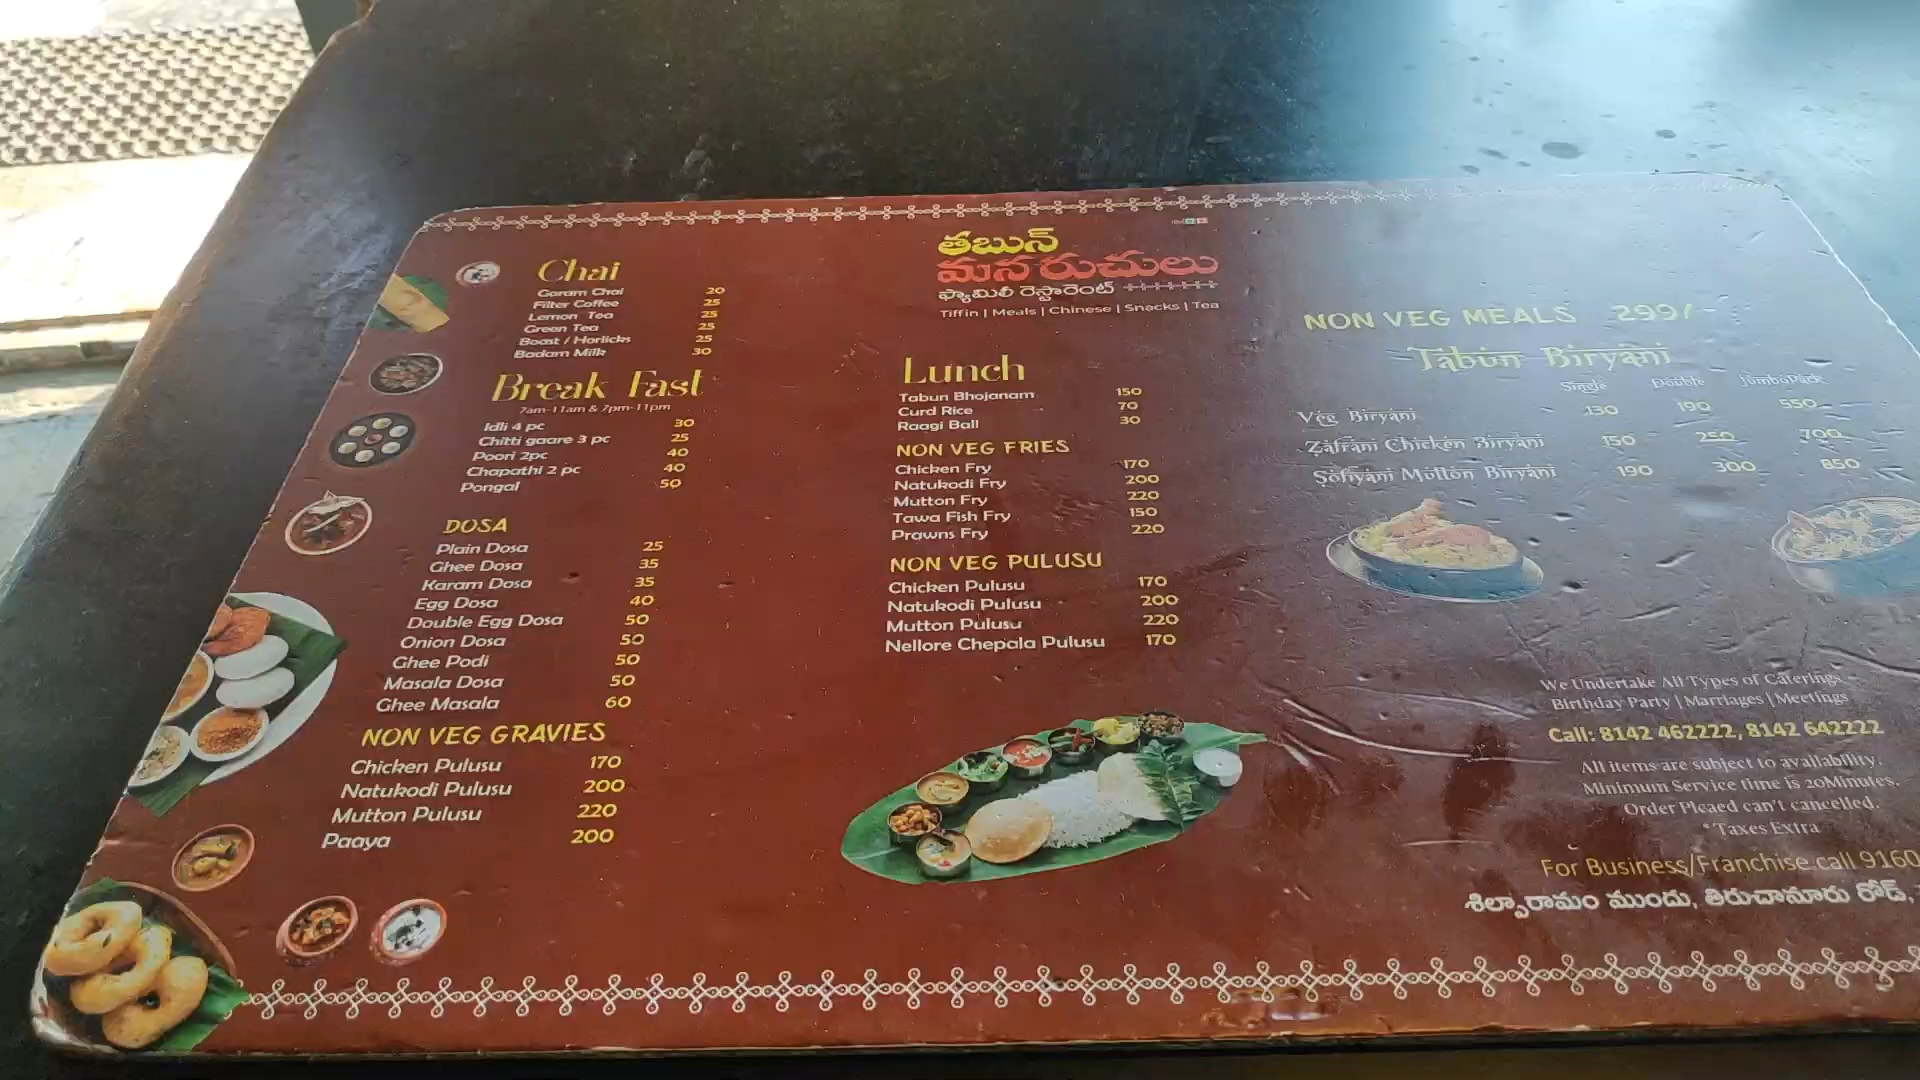 Chai
Garam Chai 20
Filter Coffee 25
Lemon Tea 25
Green Tea 25
Boost / Horlicks 25
Badam Milk 30
Break Fast
7am-11am & 7pm-11pm
Idli 4 pc 30
Chitti gaare 3 pc 25
Poori 2pc 40
Chapathi 2 pc 40
Pongal 50
DOSA
Plain Dosa 25
Ghee Dosa 35
Karam Dosa 35
Egg Dosa 40
Double Egg Dosa 50
Onion Dosa 50
Ghee Podi 50
Masala Dosa 50
Ghee Masala 60
NON VEG GRAVIES
Chicken Pulusu 170
Natukodi Pulusu 200
Mutton Pulusu 220
Paaya 200
తబున్
మన రుచులు
ఫ్యామిలీ రెస్టారెంట్
Tiffin | Meals | Chinese | Snacks | Tea
Lunch
Tabun Bhojanam 150
Curd Rice 70
Raagi Ball 30
NON VEG FRIES
Chicken Fry 170
Natukodi Fry 200
Mutton Fry 220
Tawa Fish Fry 150
Prawns Fry 220
NON VEG PULUSU
Chicken Pulusu 170
Natukodi Pulusu 200
Mutton Pulusu 220
Nellore Chepala Pulusu 170
NON VEG MEALS 299/-
Tabun Biryani
Single Double JumboPack
Veg Biryani 130 190 550
Zafrani Chicken Biryani 150 250 700
Sofiyani Mutton Biryani 190 300 850
We Undertake All Types of Caterings
Birthday Party | Marriages | Meetings
Call: 8142 462222, 8142 642222
All items are subject to availability.
Minimum Service time is 20Minutes.
Order Plcaed can't cancelled.
*Taxes Extra
For Business/Franchise call 9160
శిల్పారామం ముందు, తిరుచానూరు రోడ్,